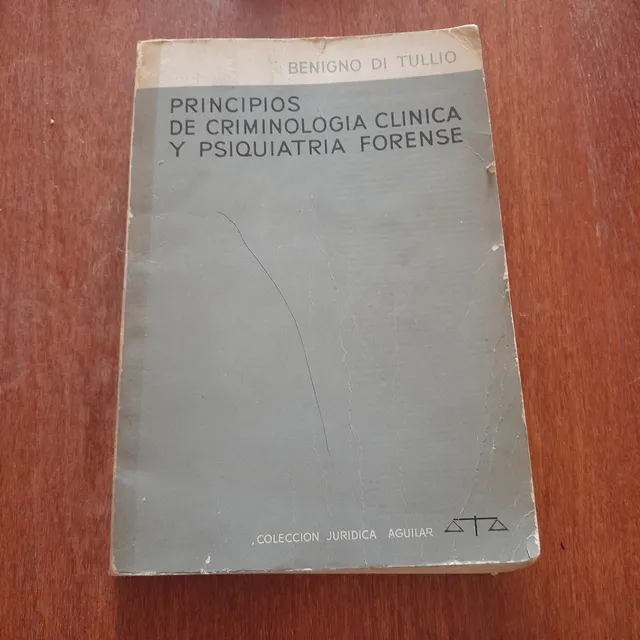 BENIGNO DI TULLIO
PRINCIPIOS
DE CRIMINOLOGIA CLINICA
Y PSIQUIATRIA FORENSE
COLECCION JURIDICA AGUILAR